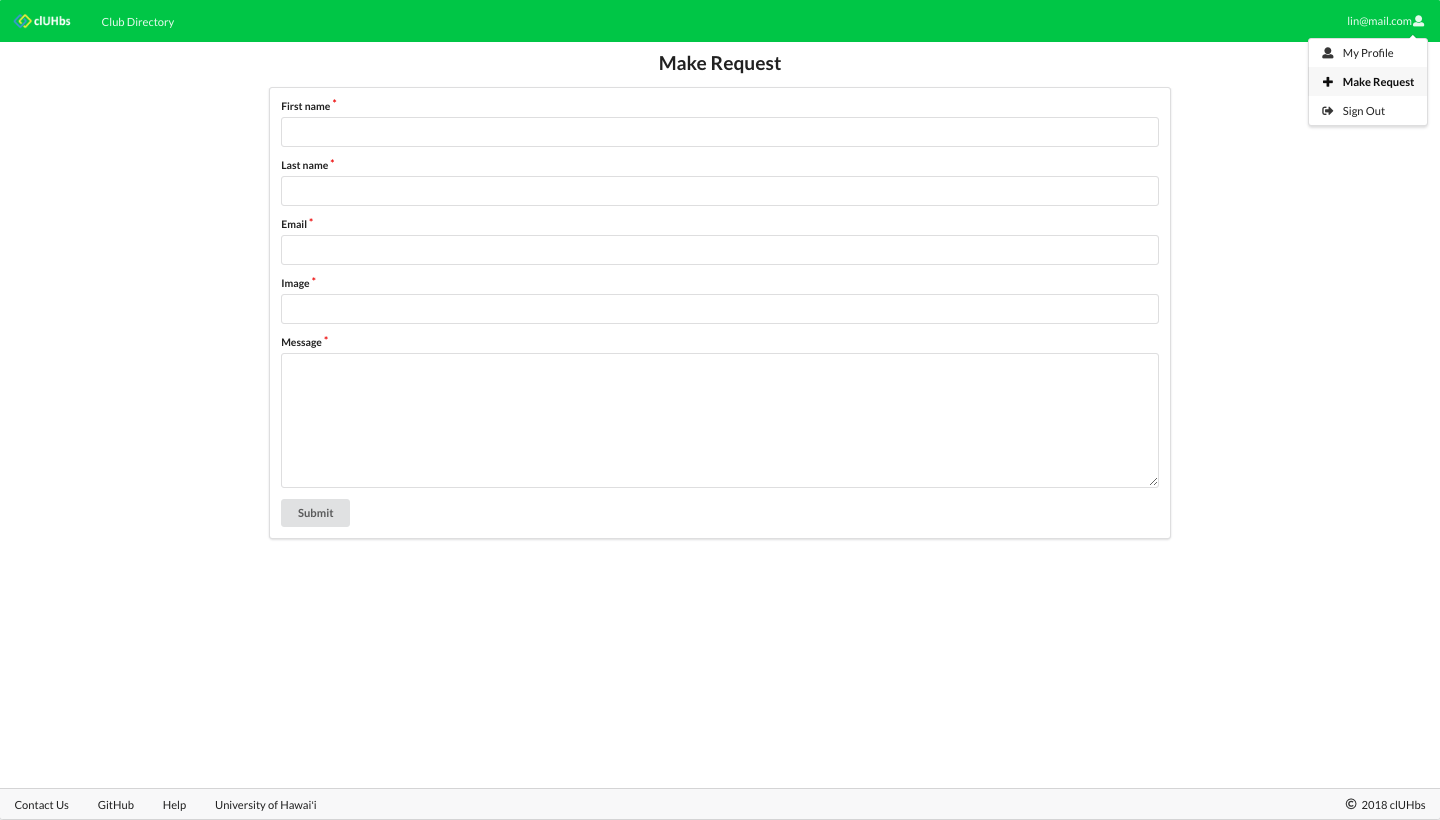 clUHbs
Club Directory
lin@mail.com
My Profile
Make Request
Sign Out
Make Request
First name *
Last name *
Email *
Image *
Message *
Submit
Contact Us
GitHub
Help
University of Hawai'i
© 2018 clUHbs